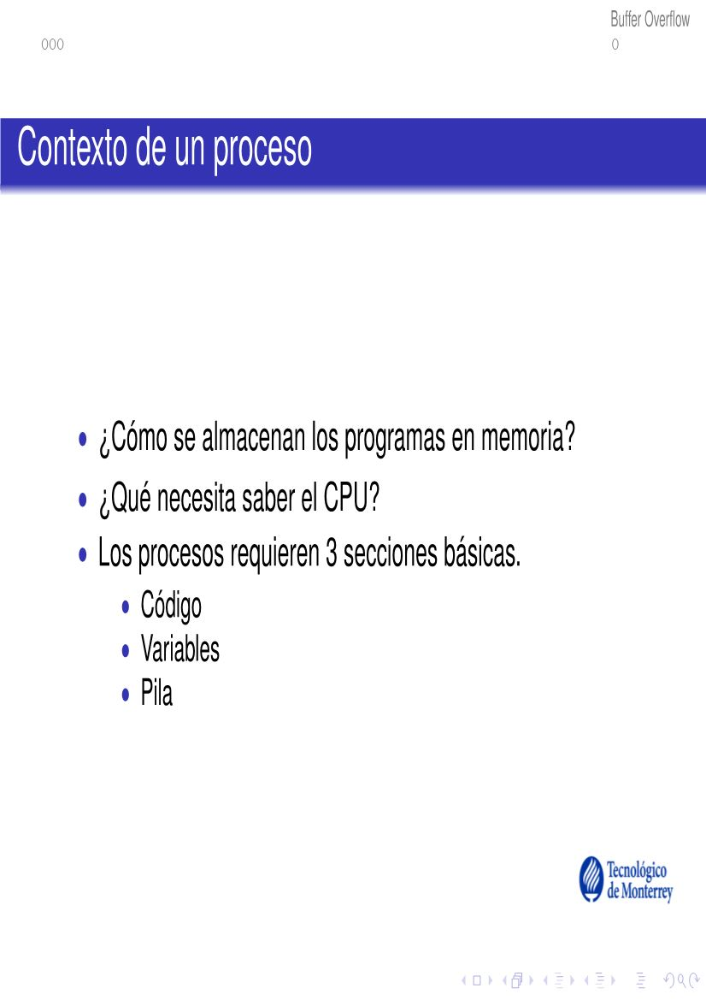 Buffer Overflow
Contexto de un proceso
• ¿Cómo se almacenan los programas en memoria?
• ¿Qué necesita saber el CPU?
• Los procesos requieren 3 secciones básicas.
• Código
• Variables
• Pila
Tecnológico
de Monterrey